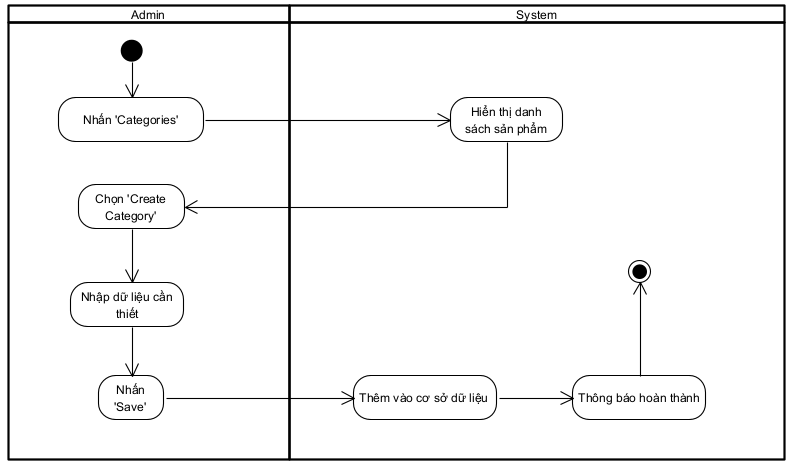 Admin
System
Nhấn 'Categories'
Hiển thị danh
sách sản phẩm
Chọn 'Create
Category'
Nhập dữ liệu cần
thiết
Nhấn
'Save'
Thêm vào cơ sở dữ liệu
Thông báo hoàn thành